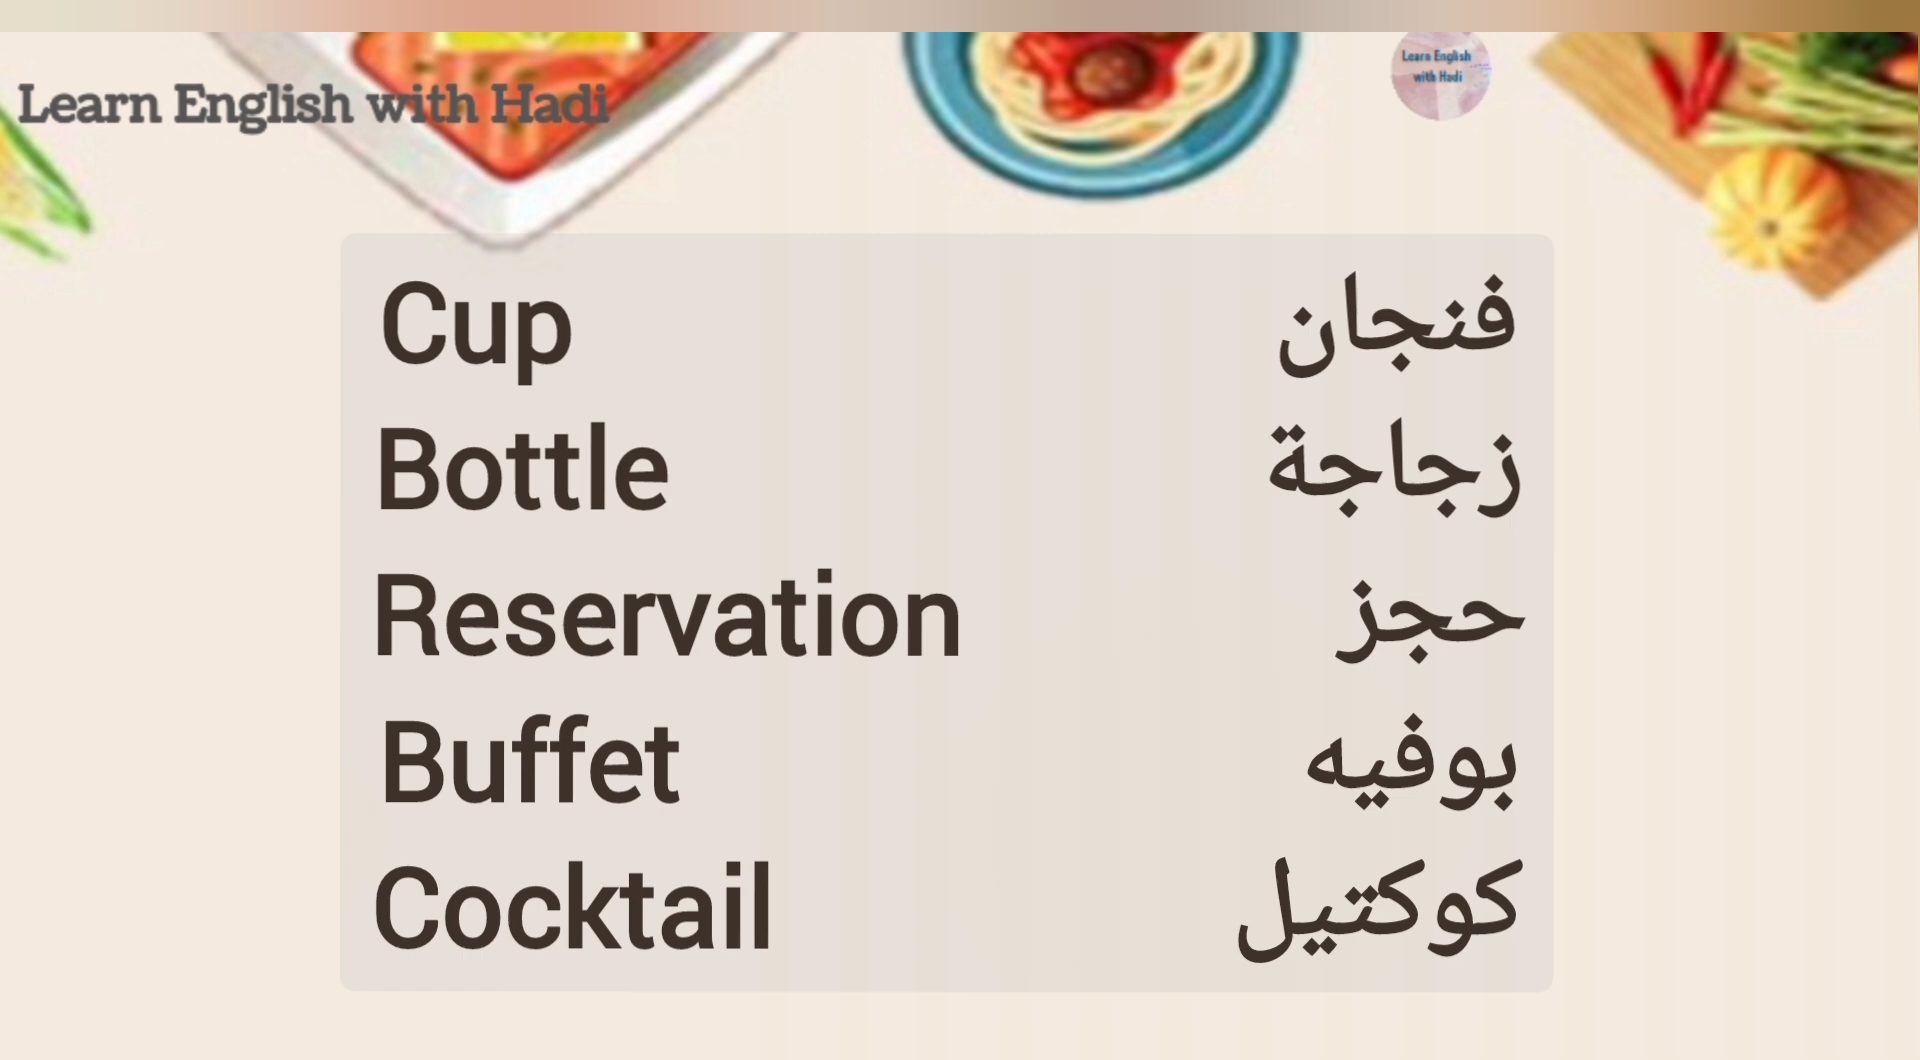 Learn English with Hadi
Learn English
with Hadi
Cup فنجان
Bottle زجاجة
Reservation حجز
Buffet بوفيه
Cocktail كوكتيل